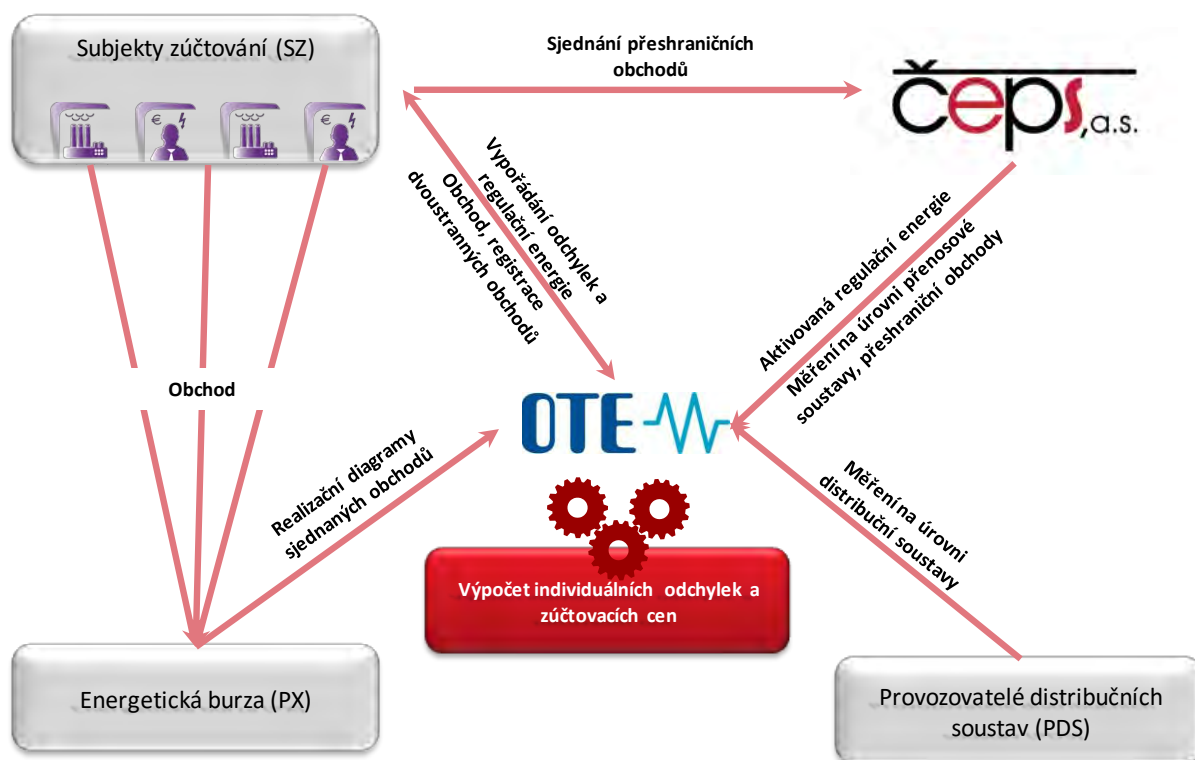 Subjekty zúčtování (SZ)
€
€
Sjednání přeshraničních
obchodů
čeps,a.s.
Vypořádání odchylek a
regulační energie
Obchod, registrace
dvoustranných obchodů
Aktivovaná regulační energie
Měření na úrovni přenosové
soustavy, přeshraniční obchody
Obchod
OTE
Realizační diagramy
sjednaných obchodů
Měření na úrovni
distribuční soustavy
Výpočet individuálních odchylek a
zúčtovacích cen
Energetická burza (PX)
Provozovatelé distribučních
soustav (PDS)